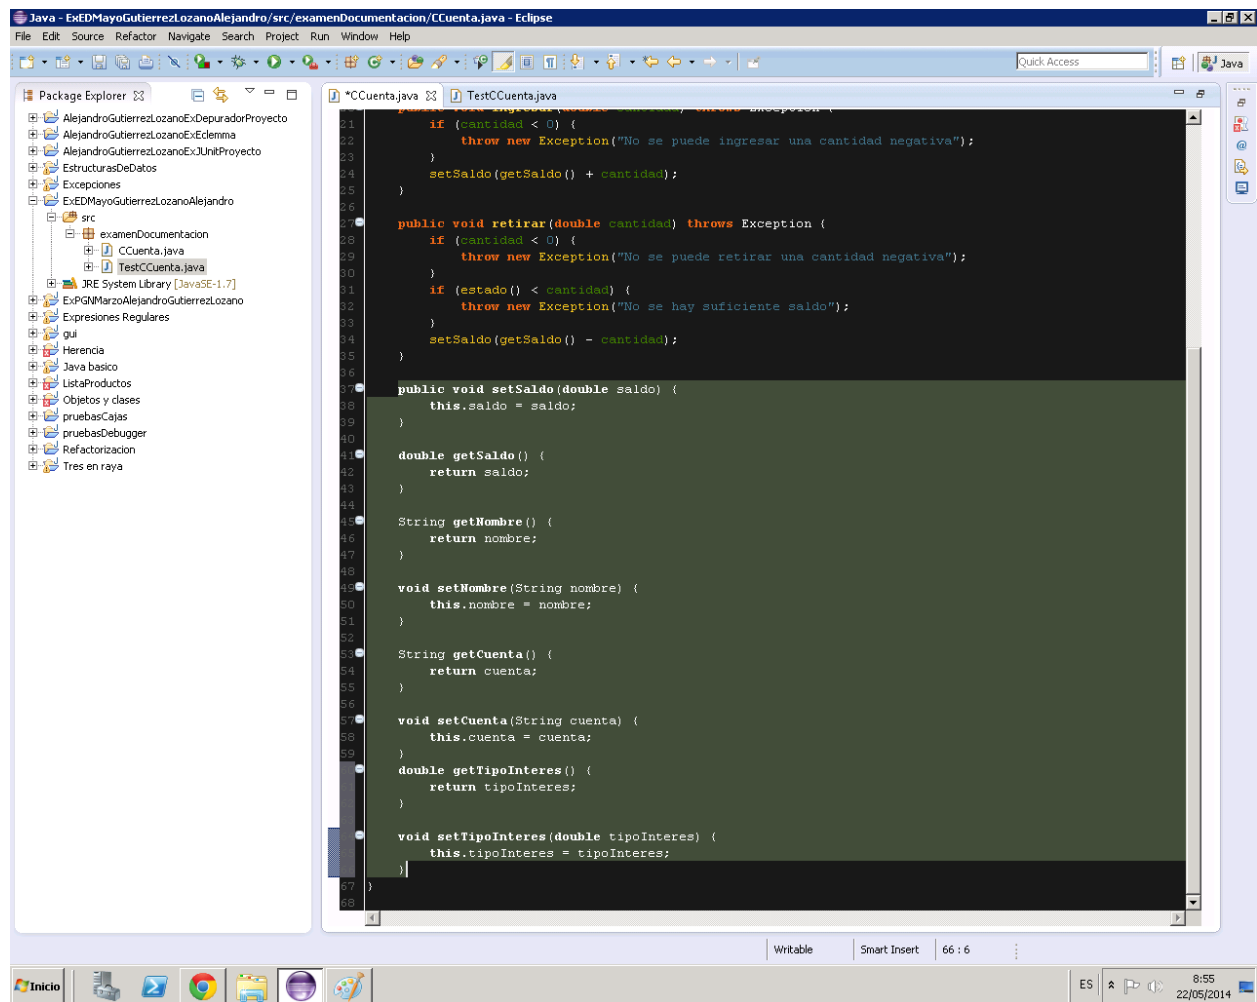 Java - ExEDMayoGutierrezLozanoAlejandro/src/examenDocumentacion/CCuenta.java - Eclipse
File Edit Source Refactor Navigate Search Project Run Window Help
Quick Access
Java
Package Explorer
AlejandroGutierrezLozanoExDepuradorProyecto
AlejandroGutierrezLozanoExEclemma
AlejandroGutierrezLozanoExJUnitProyecto
EstructurasDeDatos
Excepciones
ExEDMayoGutierrezLozanoAlejandro
src
examenDocumentacion
CCuenta.java
TestCCuenta.java
JRE System Library [JavaSE-1.7]
ExPGNMarzoAlejandroGutierrezLozano
Expresiones Regulares
gui
Herencia
Java basico
ListaProductos
Objetos y clases
pruebasCajas
pruebasDebugger
Refactorizacion
Tres en raya
*CCuenta.java TestCCuenta.java
public void ingresar(double cantidad) throws Exception {
21 if (cantidad < 0) {
22 throw new Exception("No se puede ingresar una cantidad negativa");
23 }
24 setSaldo(getSaldo() + cantidad);
25 }
26
27 public void retirar(double cantidad) throws Exception {
28 if (cantidad < 0) {
29 throw new Exception("No se puede retirar una cantidad negativa");
30 }
31 if (estado() < cantidad) {
32 throw new Exception("No se hay suficiente saldo");
33 }
34 setSaldo(getSaldo() - cantidad);
35 }
36
37 public void setSaldo(double saldo) {
38 this.saldo = saldo;
39 }
40
41 double getSaldo() {
42 return saldo;
43 }
44
45 String getNombre() {
46 return nombre;
47 }
48
49 void setNombre(String nombre) {
50 this.nombre = nombre;
51 }
52
53 String getCuenta() {
54 return cuenta;
55 }
56
57 void setCuenta(String cuenta) {
58 this.cuenta = cuenta;
59 }
double getTipoInteres() {
return tipoInteres;
}
void setTipoInteres(double tipoInteres) {
this.tipoInteres = tipoInteres;
}
67 }
68
Writable Smart Insert 66 : 6
Inicio
ES 8:55
22/05/2014